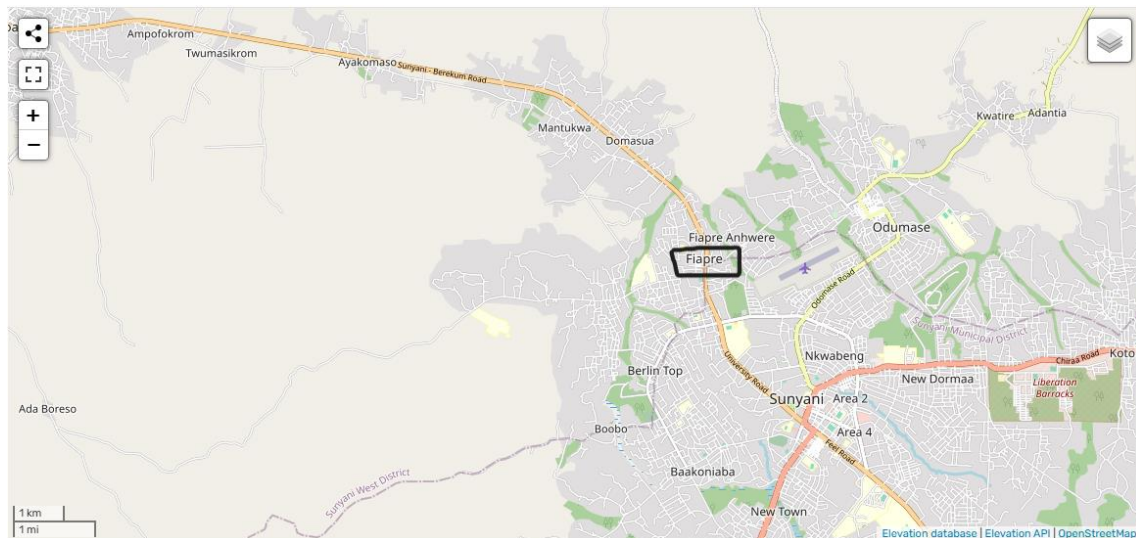 Ampofokrom
Twumasikrom
Ayakomaso
Sunyani - Berekum Road
Mantukwa
Domasua
Kwatire
Adantia
Odumase
Fiapre Anhwere
Fiapre
Odomase Road
Sunyani Municipal District
Nkwabeng
Chiraa Road
Koto
University Road
Berlin Top
New Dormaa
Liberation
Barracks
Sunyani
Area 2
Ada Boreso
Boobo
Area 4
Feel Road
Baakoniaba
Sunyani West District
New Town
+
−
1 km
1 mi
Elevation database | Elevation API | OpenStreetMap